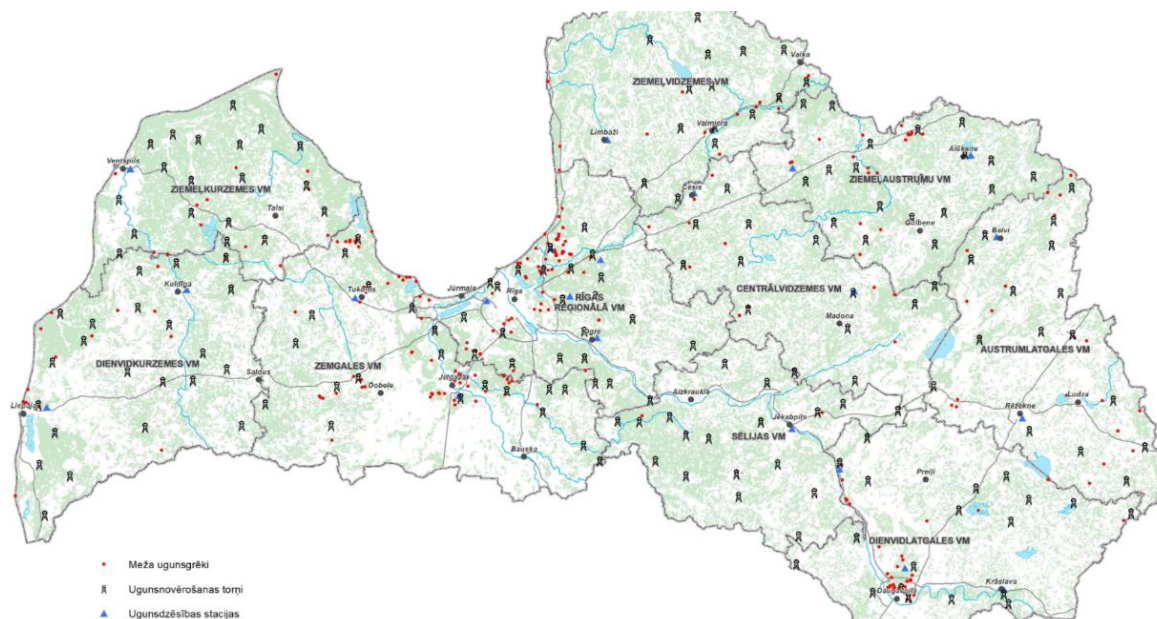 Valka
ZIEMEĻVIDZEMES VM
Valmiera
Limbaži
Alūksne
Ventspils
ZIEMEĻAUSTRUMU VM
ZIEMEĻKURZEMES VM
Cēsis
Talsi
Gulbene
Balvi
Kuldīga
Tukums
Jūrmala
Rīga
RĪGAS
REGIONĀLĀ VM
CENTRĀLVIDZEMES VM
Madona
Ogre
AUSTRUMLATGALES VM
DIENVIDKURZEMES VM
ZEMGALES VM
Saldus
Dobele
Jelgava
Aizkraukle
Ludza
Liepāja
Rēzekne
Jēkabpils
SĒLIJAS VM
Bauska
Preiļi
DIENVIDLATGALES VM
Meža ugunsgrēki
Ugunsnovērošanas torņi
Krāslava
Daugavpils
Ugunsdzēsības stacijas